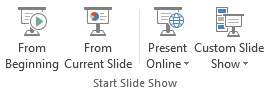 From From Present Custom Slide
Beginning Current Slide Online Show
Start Slide Show